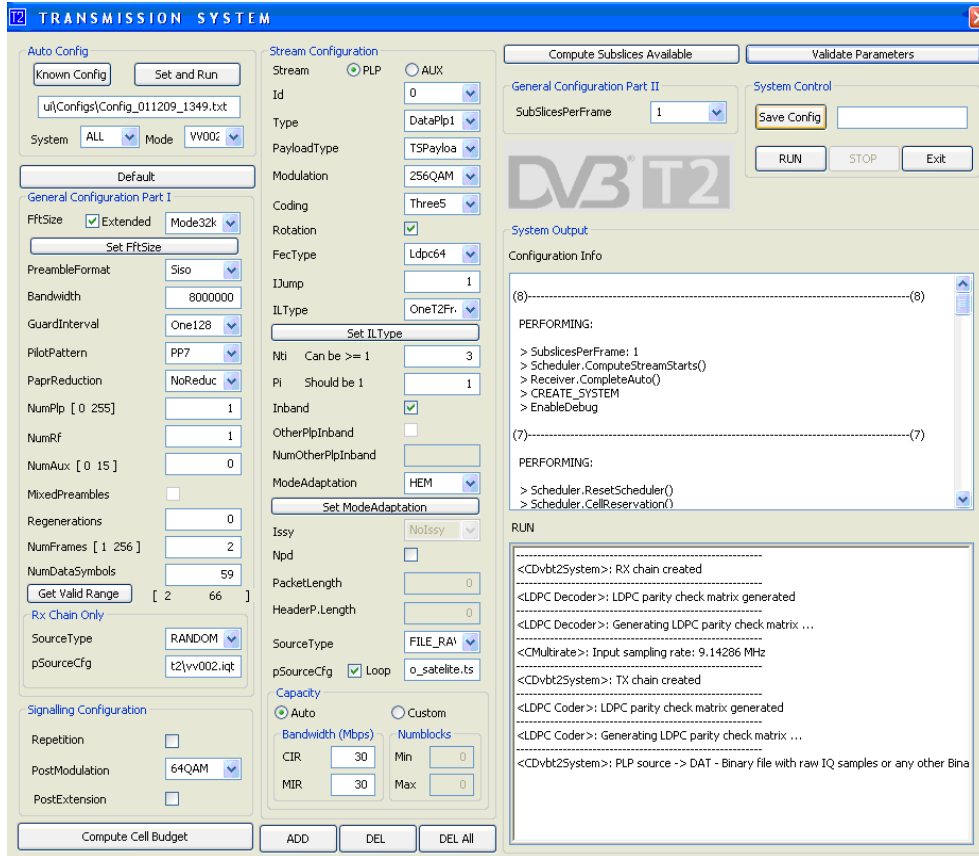 T2 TRANSMISSION SYSTEM
Auto Config
Known Config Set and Run
ui\Configs\Config_011209_1349.txt
System ALL Mode VV002
Default
General Configuration Part I
FftSize Extended Mode32k
Set FftSize
PreambleFormat Siso
Bandwidth 8000000
GuardInterval One128
PilotPattern PP7
PaprReduction NoReduc
NumPlp [ 0 255] 1
NumRf 1
NumAux [ 0 15 ] 0
MixedPreambles
Regenerations 0
NumFrames [ 1 256 ] 2
NumDataSymbols 59
Get Valid Range [ 2 66 ]
Rx Chain Only
SourceType RANDOM
pSourceCfg t2\vv002.iqt
Signalling Configuration
Repetition
PostModulation 64QAM
PostExtension
Compute Cell Budget
Stream Configuration
Stream PLP AUX
Id 0
Type DataPlp1
PayloadType TSPayloa
Modulation 256QAM
Coding Three5
Rotation
FecType Ldpc64
IJump 1
ILType OneT2Fr.
Set ILType
Nti Can be >= 1 3
Pi Should be 1 1
Inband
OtherPlpInband
NumOtherPlpInband
ModeAdaptation HEM
Set ModeAdaptation
Issy NoIssy
Npd
PacketLength 0
HeaderP.Length 0
SourceType FILE_RA\
pSourceCfg Loop o_satelite.ts
Capacity
Auto Custom
Bandwidth (Mbps) Numblocks
CIR 30 Min 0
MIR 30 Max 0
ADD DEL DEL All
Compute Subslices Available Validate Parameters
General Configuration Part II
SubSlicesPerFrame 1
System Control
Save Config
RUN STOP Exit
DVB T2
System Output
Configuration Info
(8)----------------------------------------------------------------------------------------(8)
PERFORMING:
> SubslicesPerFrame: 1
> Scheduler.ComputeStreamStarts()
> Receiver.CompleteAuto()
> CREATE_SYSTEM
> EnableDebug
(7)----------------------------------------------------------------------------------------(7)
PERFORMING:
> Scheduler.ResetScheduler()
> Scheduler.CellReservation()
RUN
<CDvbt2System>: RX chain created
<LDPC Decoder>: LDPC parity check matrix generated
<LDPC Decoder>: Generating LDPC parity check matrix ...
<CMultirate>: Input sampling rate: 9.14286 MHz
<CDvbt2System>: TX chain created
<LDPC Coder>: LDPC parity check matrix generated
<LDPC Coder>: Generating LDPC parity check matrix ...
<CDvbt2System>: PLP source -> DAT - Binary file with raw IQ samples or any other Bina